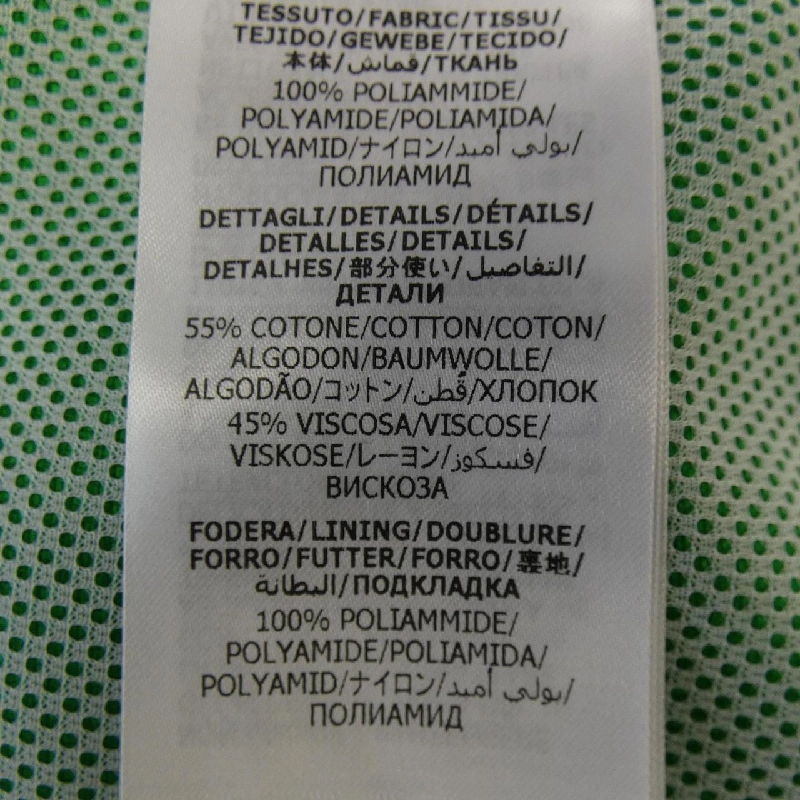 TESSUTO/FABRIC/TISSU/
TEJIDO/GEWEBE/TECIDO/
本体/قماش/ТКАНЬ
100% POLIAMMIDE/
POLYAMIDE/POLIAMIDA/
POLYAMID/ナイロン/بولي أميد/
ПОЛИАМИД
DETTAGLI/DETAILS/DÉTAILS/
DETALLES/DETAILS/
DETALHES/部分使い/التفاصيل/
ДЕТАЛИ
55% COTONE/COTTON/COTON/
ALGODON/BAUMWOLLE/
ALGODÃO/コットン/قطن/ХЛОПОК
45% VISCOSA/VISCOSE/
VISKOSE/レーヨン/فسكوز/
ВИСКОЗА
FODERA/LINING/DOUBLURE/
FORRO/FUTTER/FORRO/裏地/
البطانة/ПОДКЛАДКА
100% POLIAMMIDE/
POLYAMIDE/POLIAMIDA/
POLYAMID/ナイロン/بولي أميد/
ПОЛИАМИД